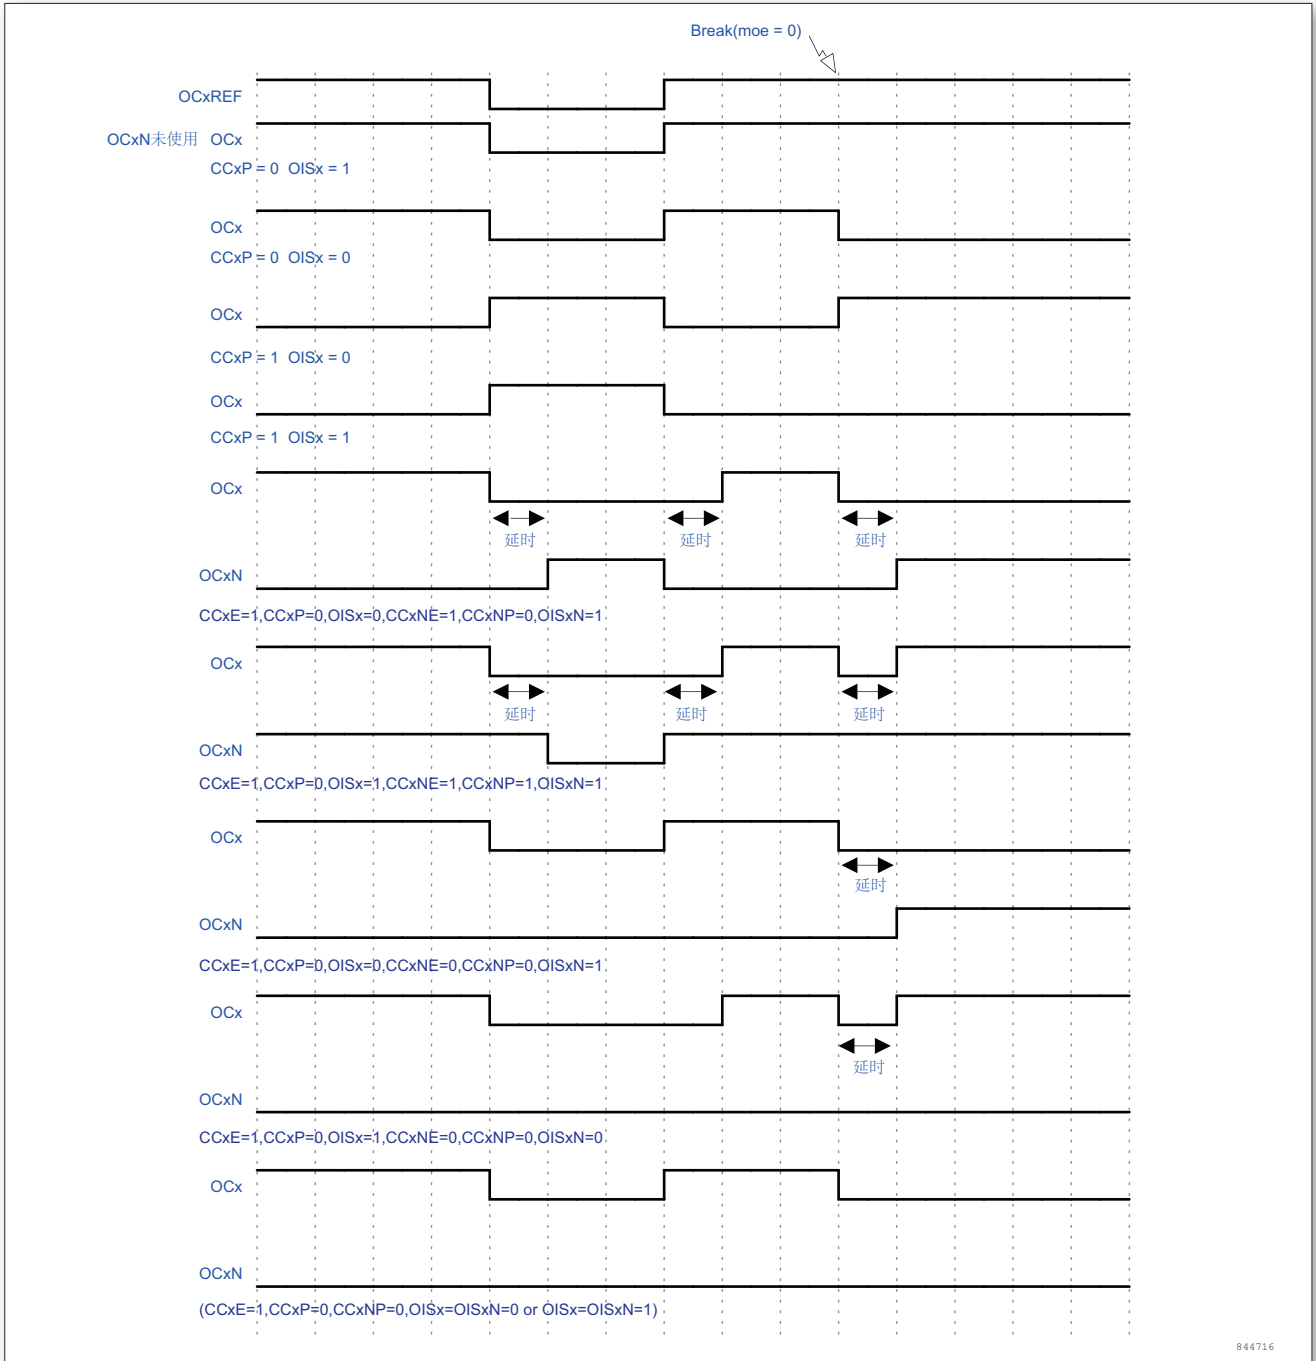 Break(moe = 0)
OCxREF
OCxN未使用 OCx
CCxP = 0 OISx = 1
OCx
CCxP = 0 OISx = 0
OCx
CCxP = 1 OISx = 0
OCx
CCxP = 1 OISx = 1
OCx
延时 延时 延时
OCxN
CCxE=1,CCxP=0,OISx=0,CCxNE=1,CCxNP=0,OISxN=1
OCx
延时 延时 延时
OCxN
CCxE=1,CCxP=0,OISx=1,CCxNE=1,CCxNP=1,OISxN=1
OCx
延时
OCxN
CCxE=1,CCxP=0,OISx=0,CCxNE=0,CCxNP=0,OISxN=1
OCx
延时
OCxN
CCxE=1,CCxP=0,OISx=1,CCxNE=0,CCxNP=0,OISxN=0
OCx
OCxN
(CCxE=1,CCxP=0,CCxNP=0,OISx=OISxN=0 or OISx=OISxN=1)
844716